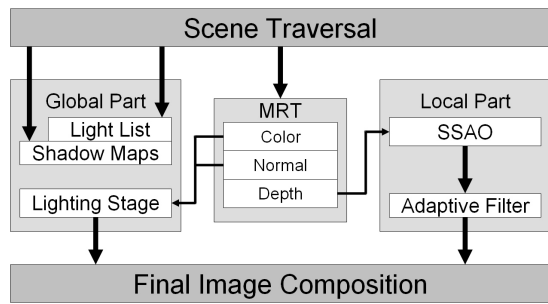 Scene Traversal
Global Part
Light List
Shadow Maps
Lighting Stage
MRT
Color
Normal
Depth
Local Part
SSAO
Adaptive Filter
Final Image Composition